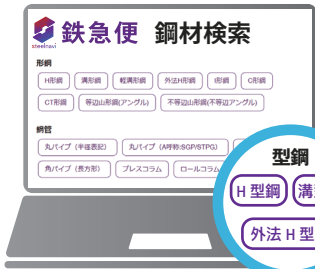 steelnavi
鉄急便 鋼材検索
形鋼
H形鋼 溝形鋼 軽溝形鋼 外法H形鋼 I形鋼 C形鋼
CT形鋼 等辺山形鋼(アングル) 不等辺山形鋼(不等辺アングル)
鋼管
丸パイプ (半径表記) 丸パイプ (A呼称:SGP/STPG)
角パイプ (長方形) プレスコラム ロールコラム
型鋼
H 型鋼 溝
外法 H 型